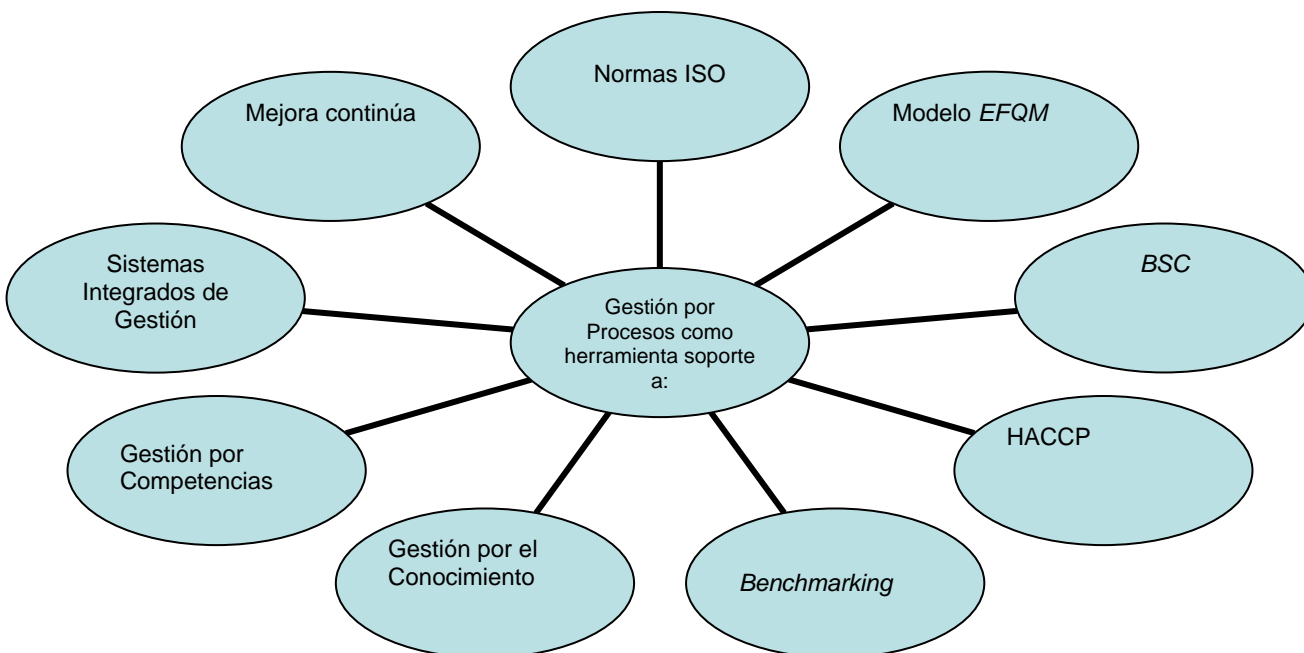 Normas ISO
Mejora continúa
Modelo EFQM
Sistemas
Integrados de
Gestión
BSC
Gestión por
Procesos como
herramienta soporte
a:
Gestión por
Competencias
HACCP
Gestión por el
Conocimiento
Benchmarking